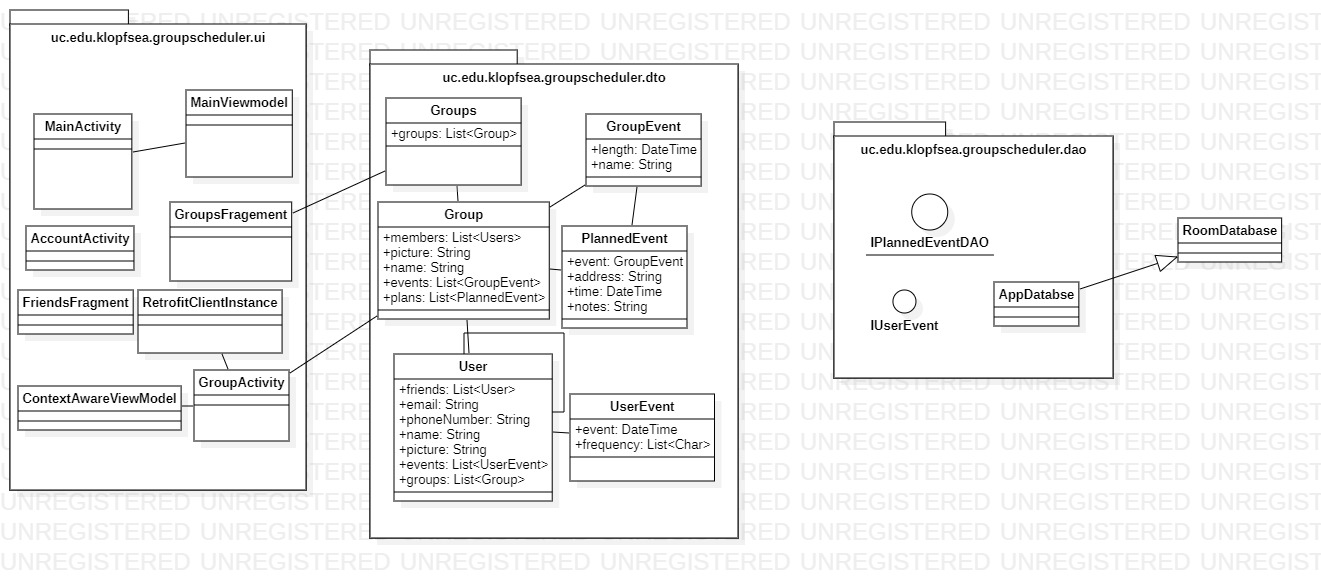 uc.edu.klopfsea.groupscheduler.ui
MainViewmodel
MainActivity
GroupsFragement
AccountActivity
FriendsFragment
RetrofitClientInstance
GroupActivity
ContextAwareViewModel
uc.edu.klopfsea.groupscheduler.dto
Groups
+groups: List<Group>
GroupEvent
+length: DateTime
+name: String
Group
+members: List<Users>
+picture: String
+name: String
+events: List<GroupEvent>
+plans: List<PlannedEvent>
PlannedEvent
+event: GroupEvent
+address: String
+time: DateTime
+notes: String
User
+friends: List<User>
+email: String
+phoneNumber: String
+name: String
+picture: String
+events: List<UserEvent>
+groups: List<Group>
UserEvent
+event: DateTime
+frequency: List<Char>
uc.edu.klopfsea.groupscheduler.dao
IPlannedEventDAO
IUserEvent
AppDatabse
RoomDatabase
UNREGISTERED UNREGISTERED UNREGISTERED UNREGISTERED UNREGISTERED UNREGISTERED